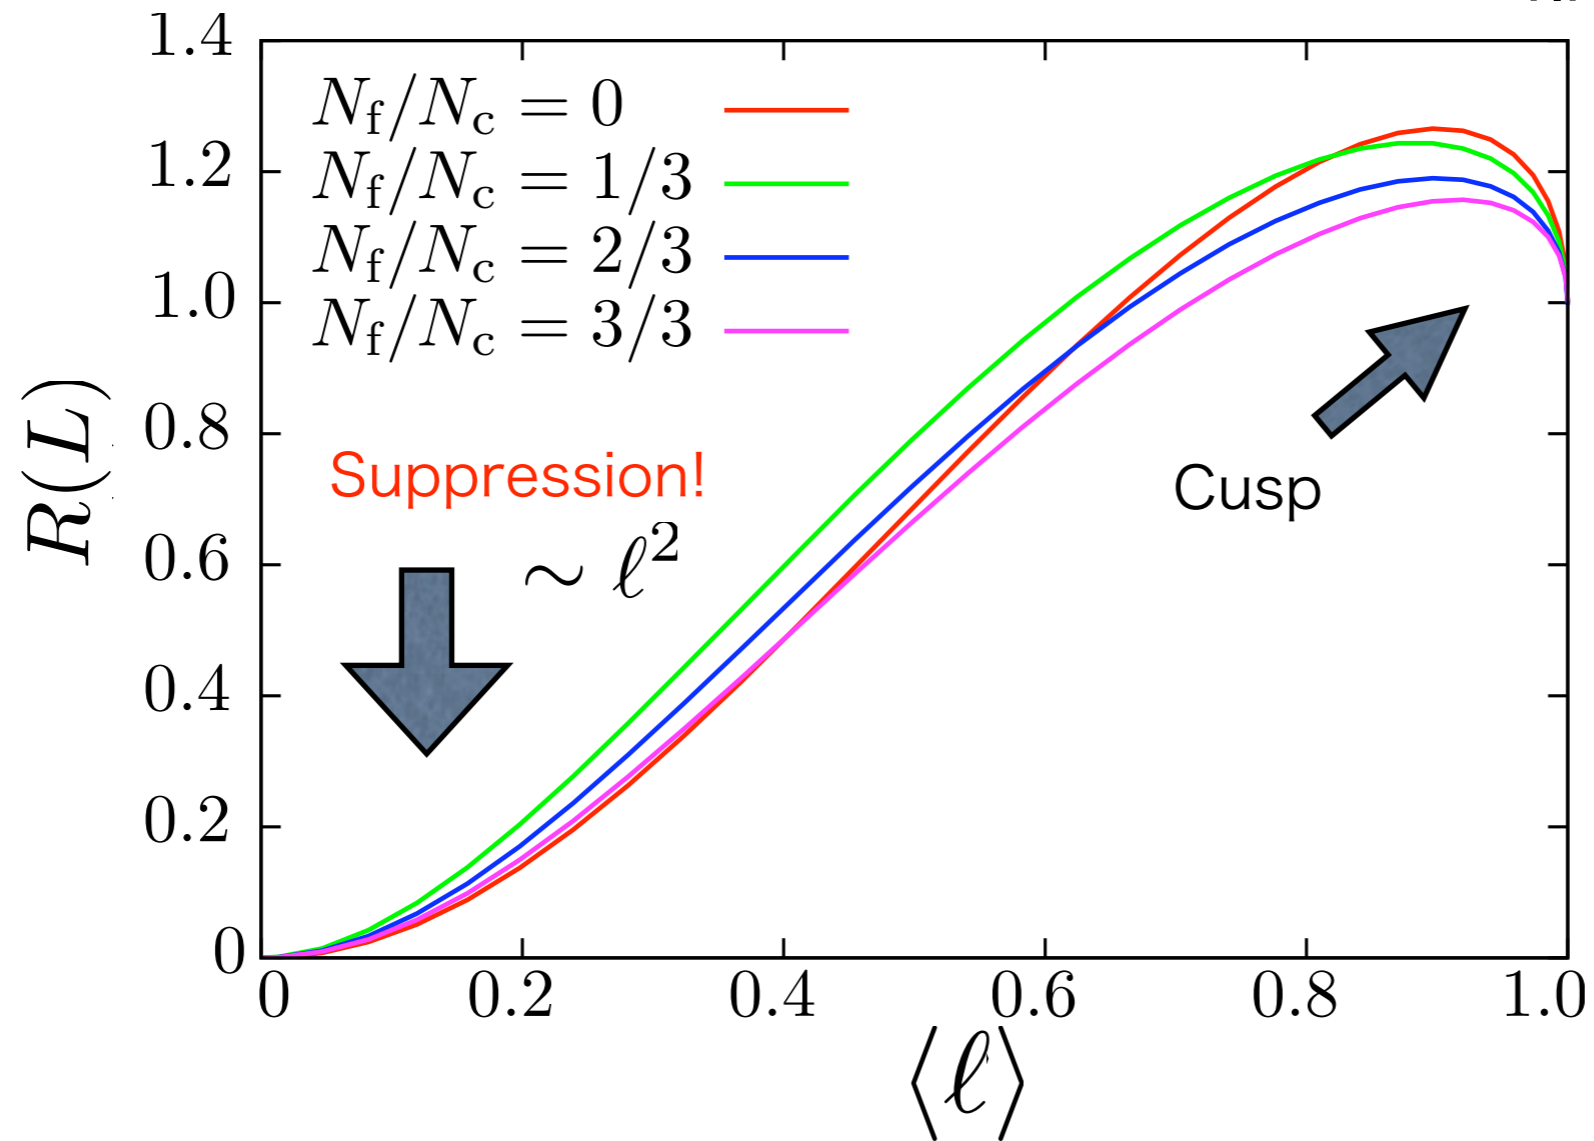 1.4
1.2
1.0
0.8
0.6
0.4
0.2
0
R(L)
N_f/N_c = 0
N_f/N_c = 1/3
N_f/N_c = 2/3
N_f/N_c = 3/3
Suppression!
∼ ℓ²
Cusp
0 0.2 0.4 0.6 0.8 1.0
⟨ℓ⟩